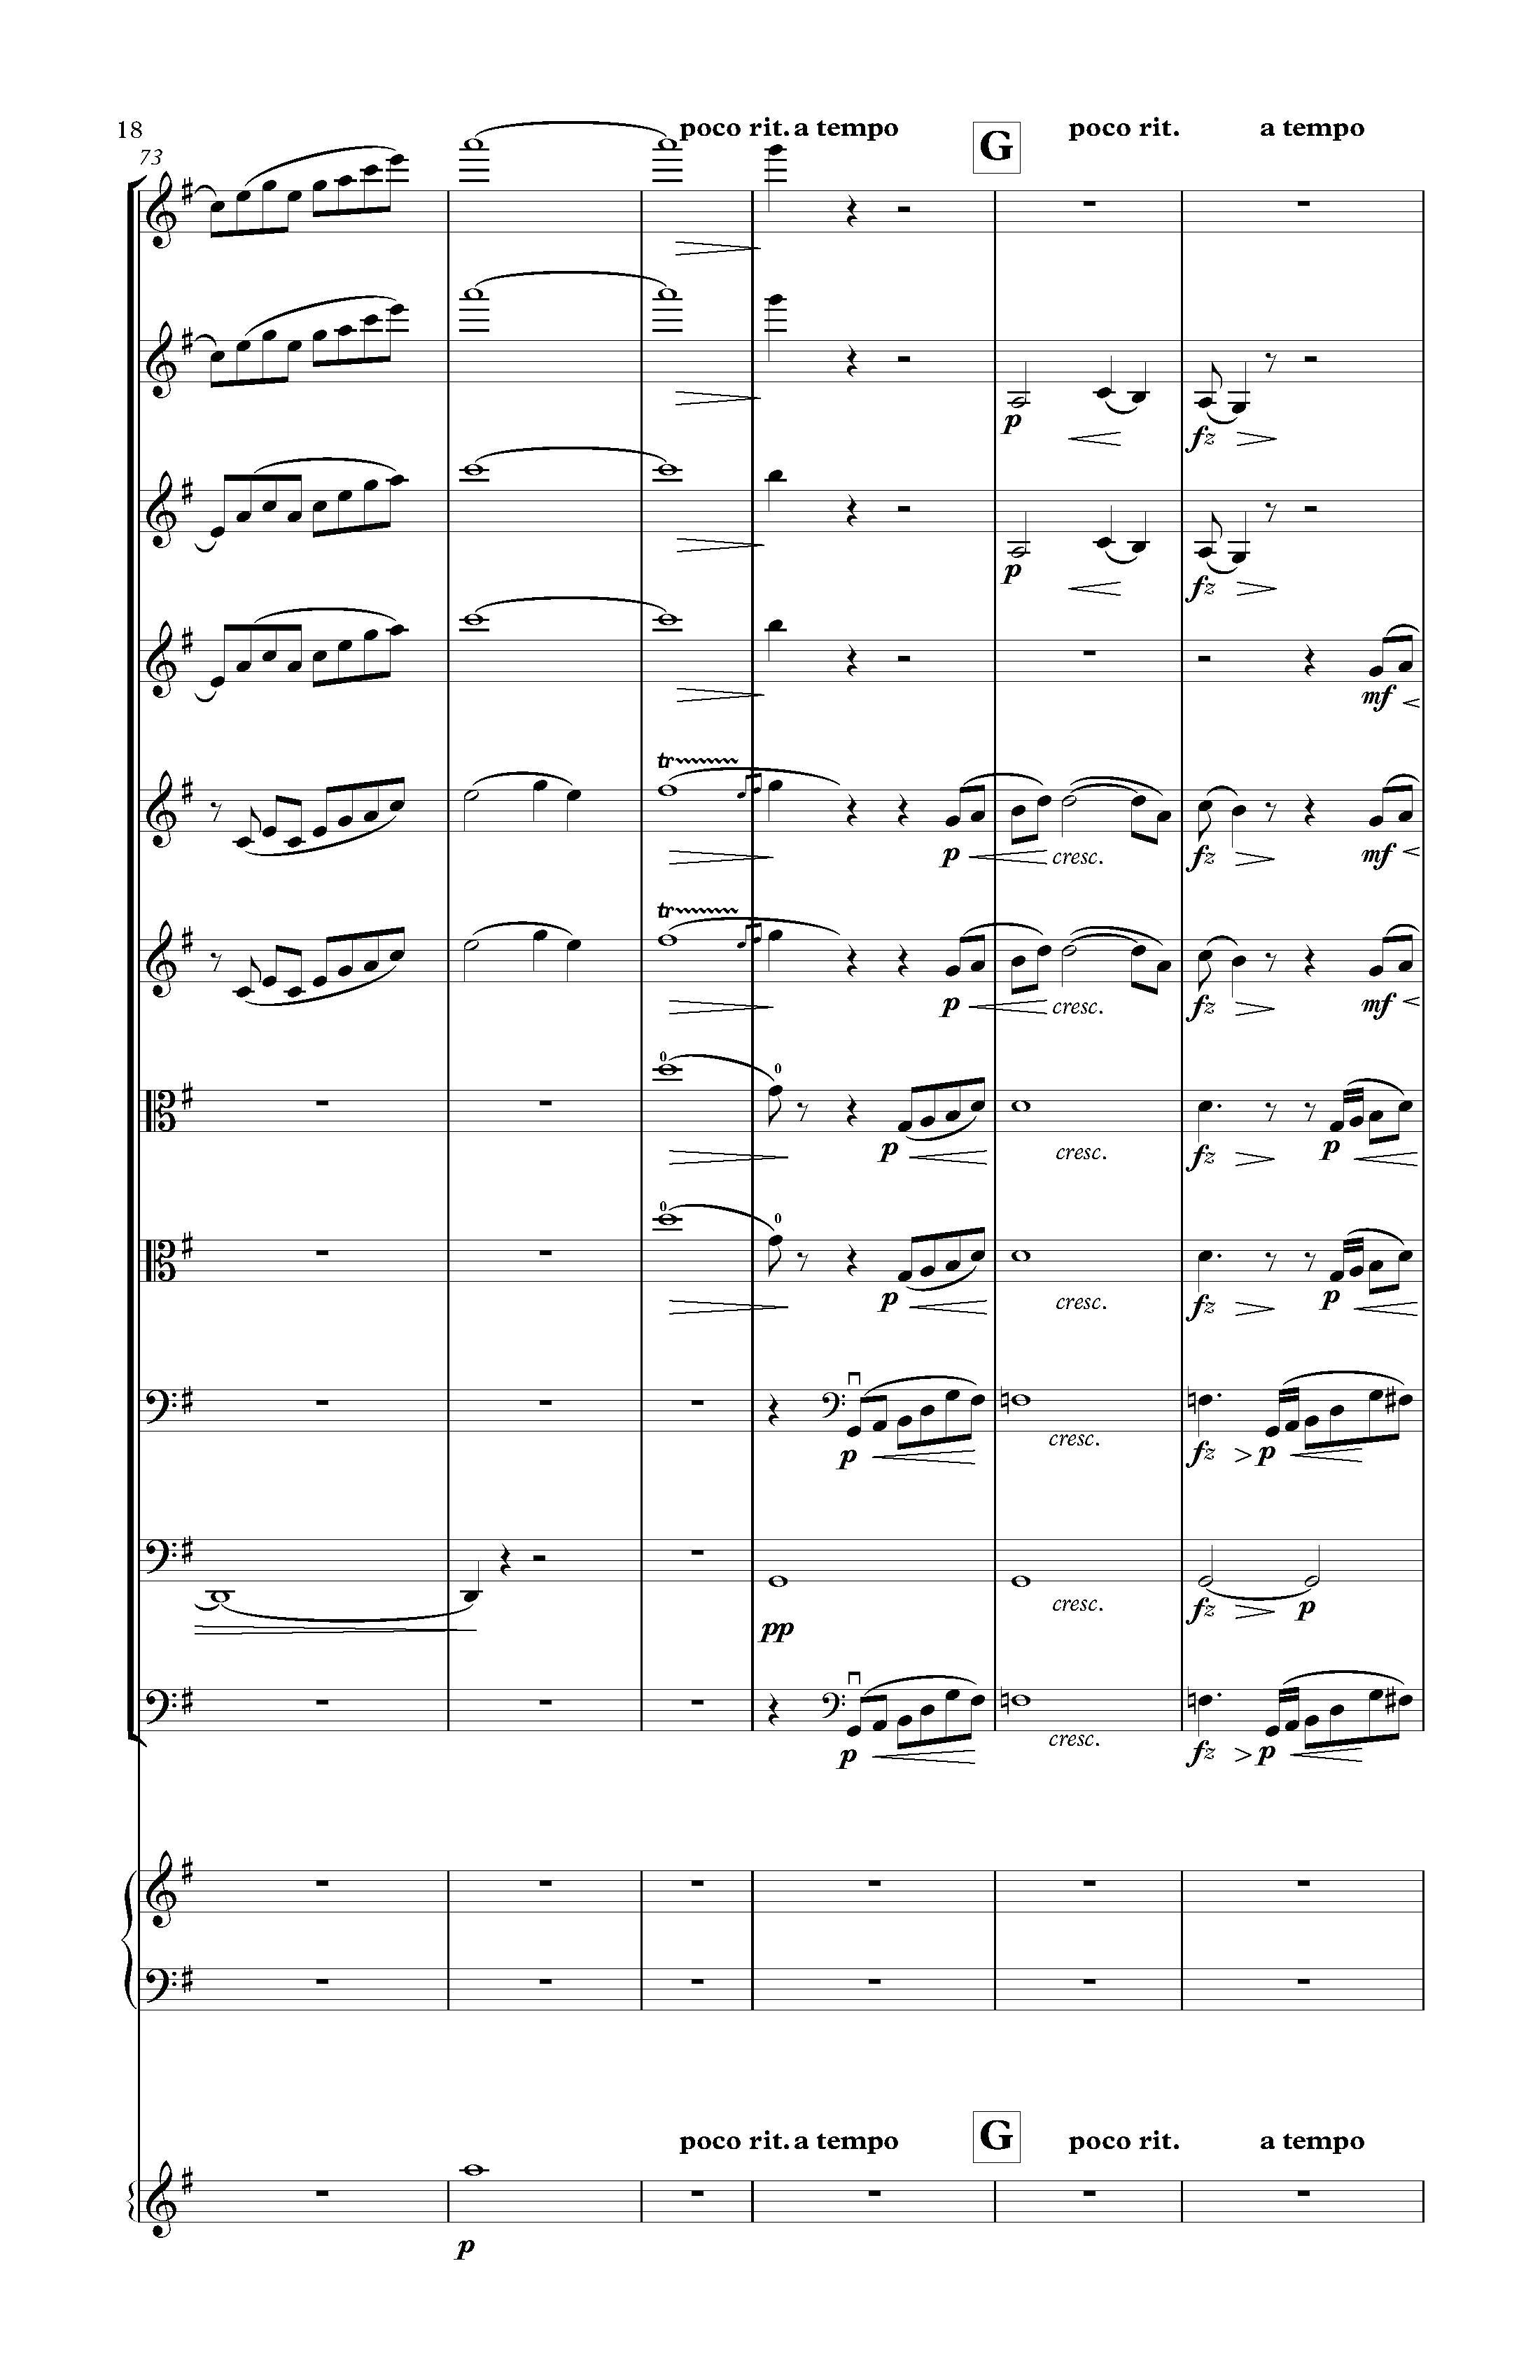 18
poco rit. a tempo G poco rit. a tempo
73
p
fz
p
fz
mf
tr
p cresc. fz mf
tr
p cresc. fz mf
0 0
p cresc. fz p
0 0
p cresc. fz p
p cresc. fz p
pp cresc. fz p
p cresc. fz p
poco rit. a tempo G poco rit. a tempo
p